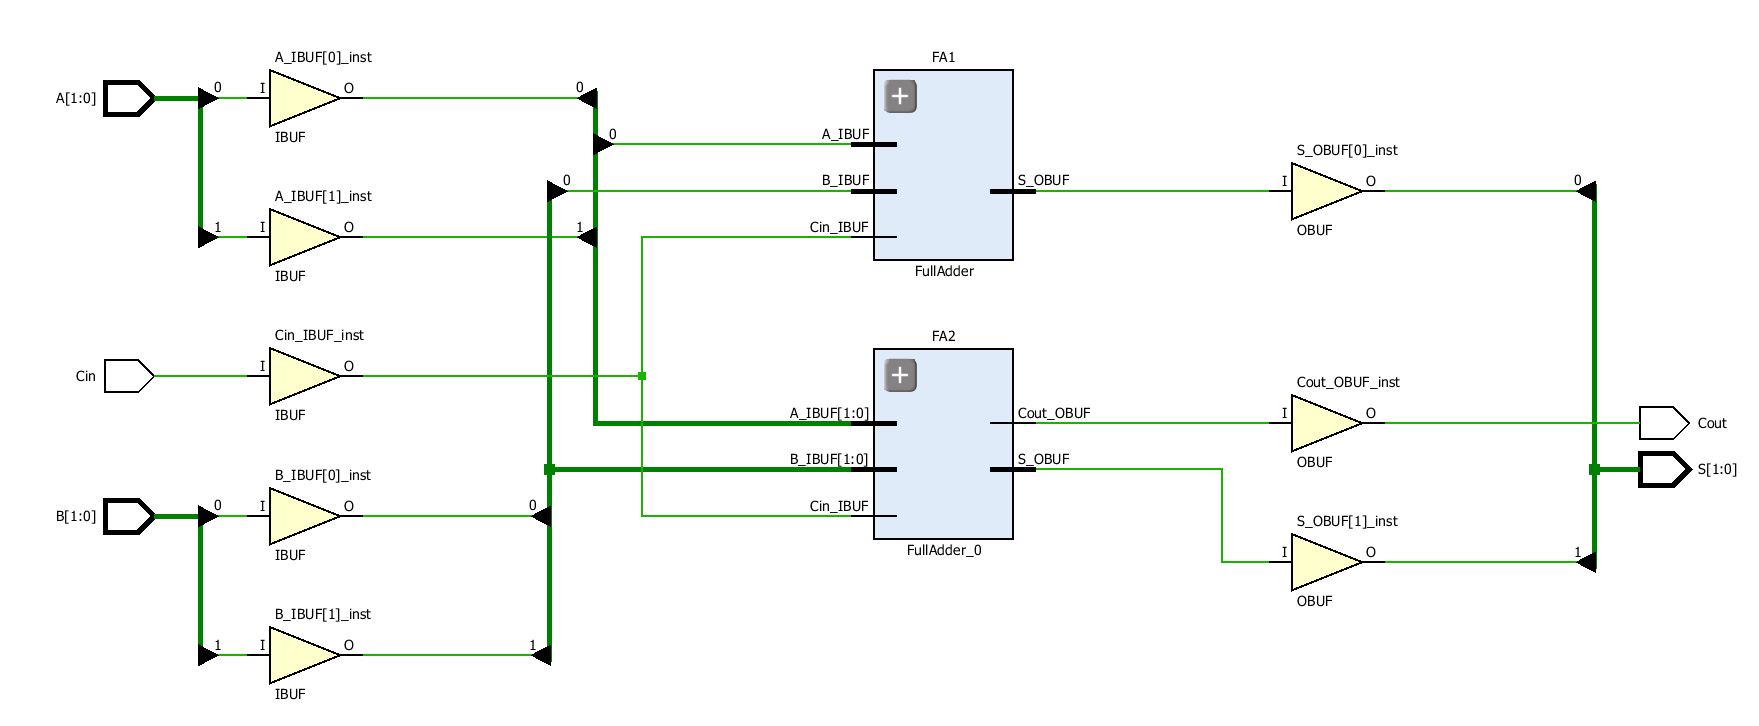 A_IBUF[0]_inst
A[1:0]
0
I
O
IBUF
0
A_IBUF[1]_inst
1
I
O
IBUF
1
Cin_IBUF_inst
Cin
I
O
IBUF
B_IBUF[0]_inst
B[1:0]
0
I
O
IBUF
0
B_IBUF[1]_inst
1
I
O
IBUF
1
0
0
FA1
A_IBUF
B_IBUF
Cin_IBUF
S_OBUF
FullAdder
FA2
A_IBUF[1:0]
B_IBUF[1:0]
Cin_IBUF
Cout_OBUF
S_OBUF
FullAdder_0
S_OBUF[0]_inst
I
O
OBUF
0
Cout_OBUF_inst
I
O
OBUF
Cout
S[1:0]
S_OBUF[1]_inst
I
O
OBUF
1